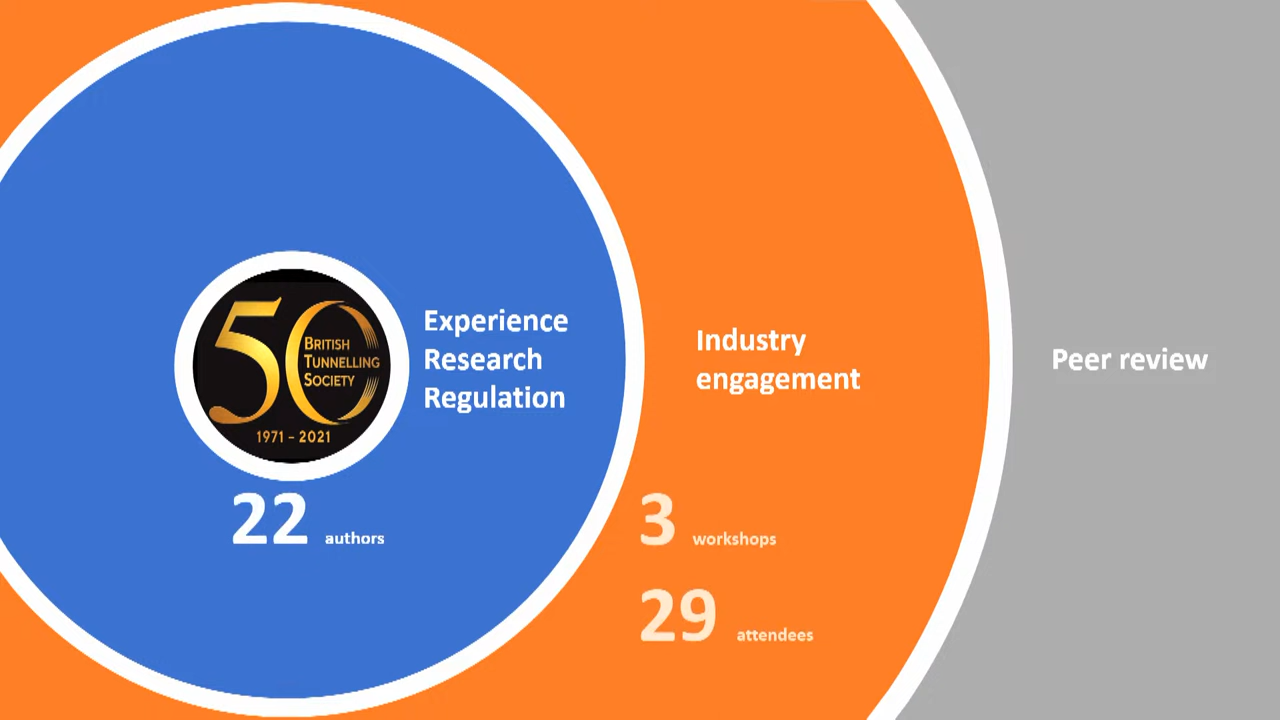 50
BRITISH
TUNNELLING
SOCIETY
1971 - 2021
Experience
Research
Regulation
22 authors
Industry
engagement
3 workshops
29 attendees
Peer review